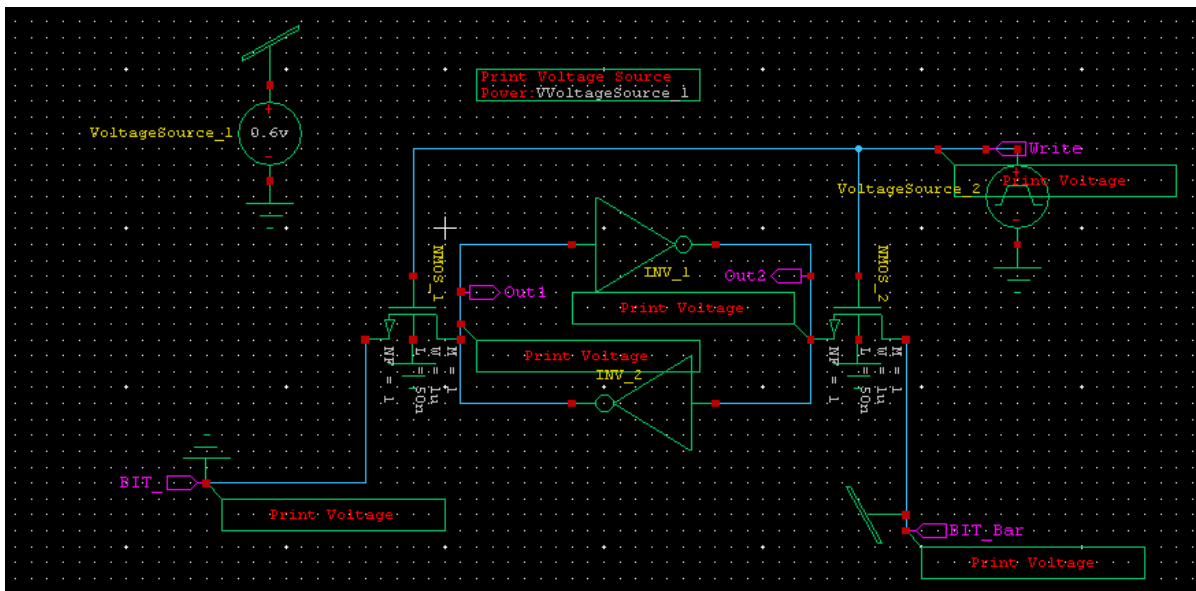 Print Voltage Source
Power:VVoltageSource_1
VoltageSource_1
0.6v
Write
Print Voltage
VoltageSource_2
NMOS_1
NMOS_2
INV_1
Out2
Out1
Print Voltage
Print Voltage
INV_2
M = 1
W = 1u
L = 50n
NF = 1
M = 1
W = 1u
L = 50n
NF = 1
BIT_
Print Voltage
BIT_Bar
Print Voltage